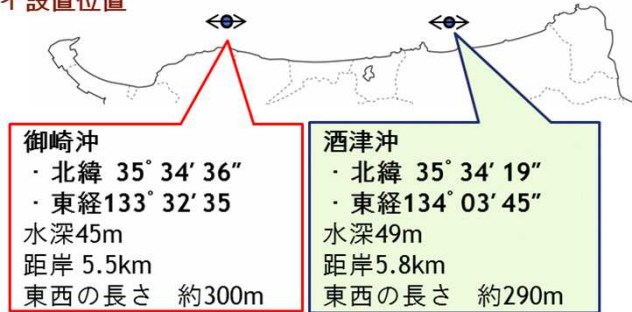 イ設置位置
御崎沖
・北緯 35ﾟ34′36″
・東経133ﾟ32′35
水深45m
距岸 5.5km
東西の長さ 約300m
酒津沖
・北緯 35ﾟ34′19″
・東経134ﾟ03′45″
水深49m
距岸5.8km
東西の長さ 約290m